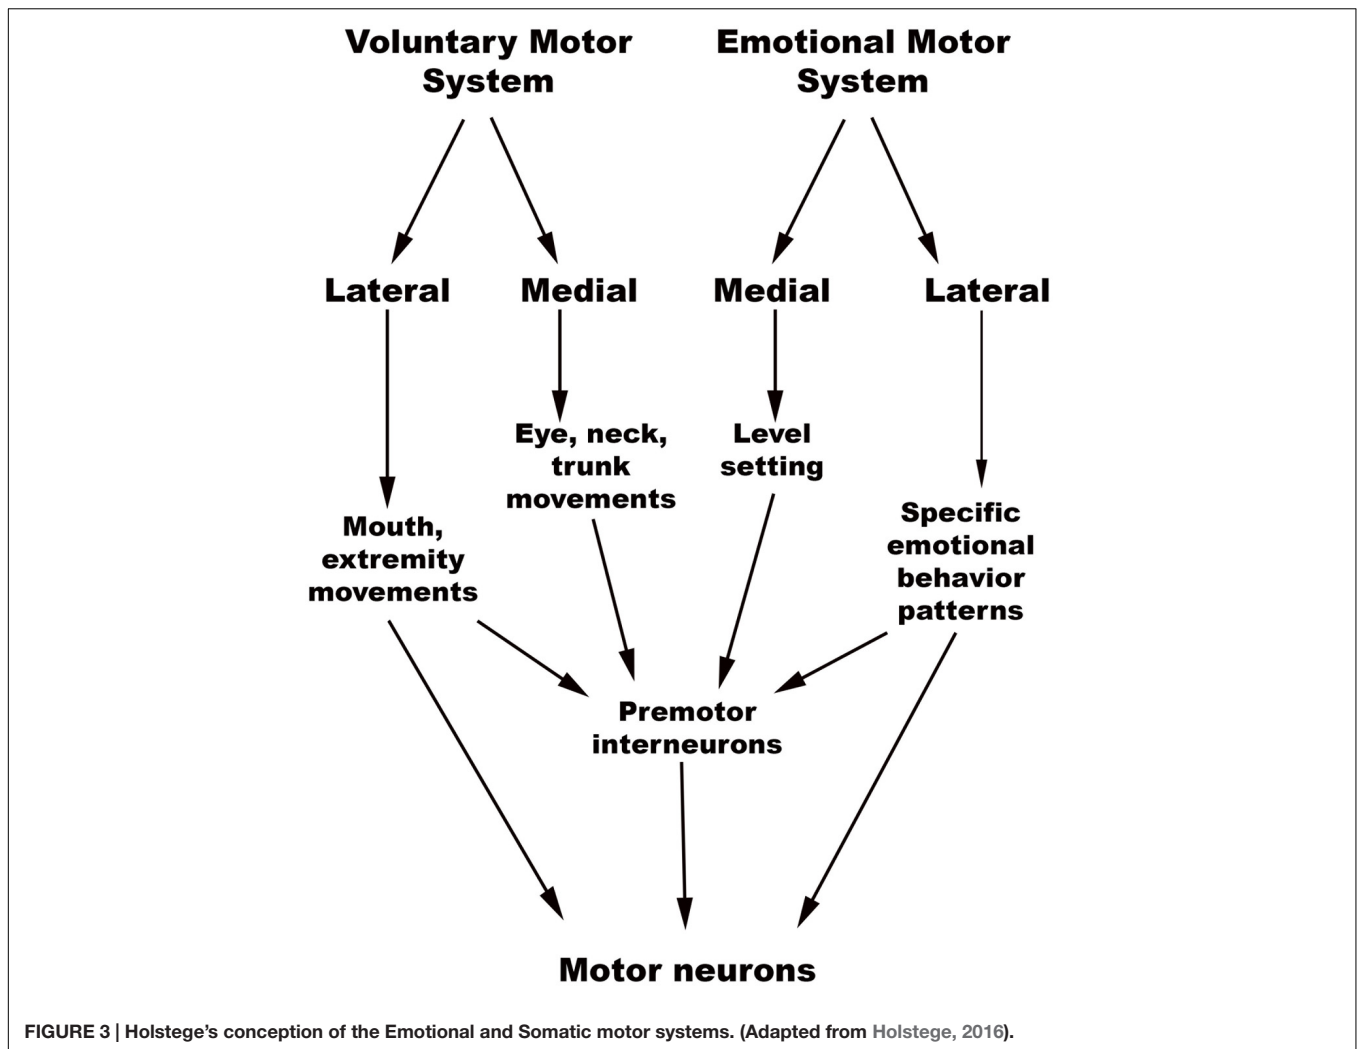 Voluntary Motor
System
Emotional Motor
System
Lateral
Medial
Medial
Lateral
Eye, neck,
trunk
movements
Level
setting
Mouth,
extremity
movements
Specific
emotional
behavior
patterns
Premotor
interneurons
Motor neurons
FIGURE 3 | Holstege's conception of the Emotional and Somatic motor systems. (Adapted from Holstege, 2016).